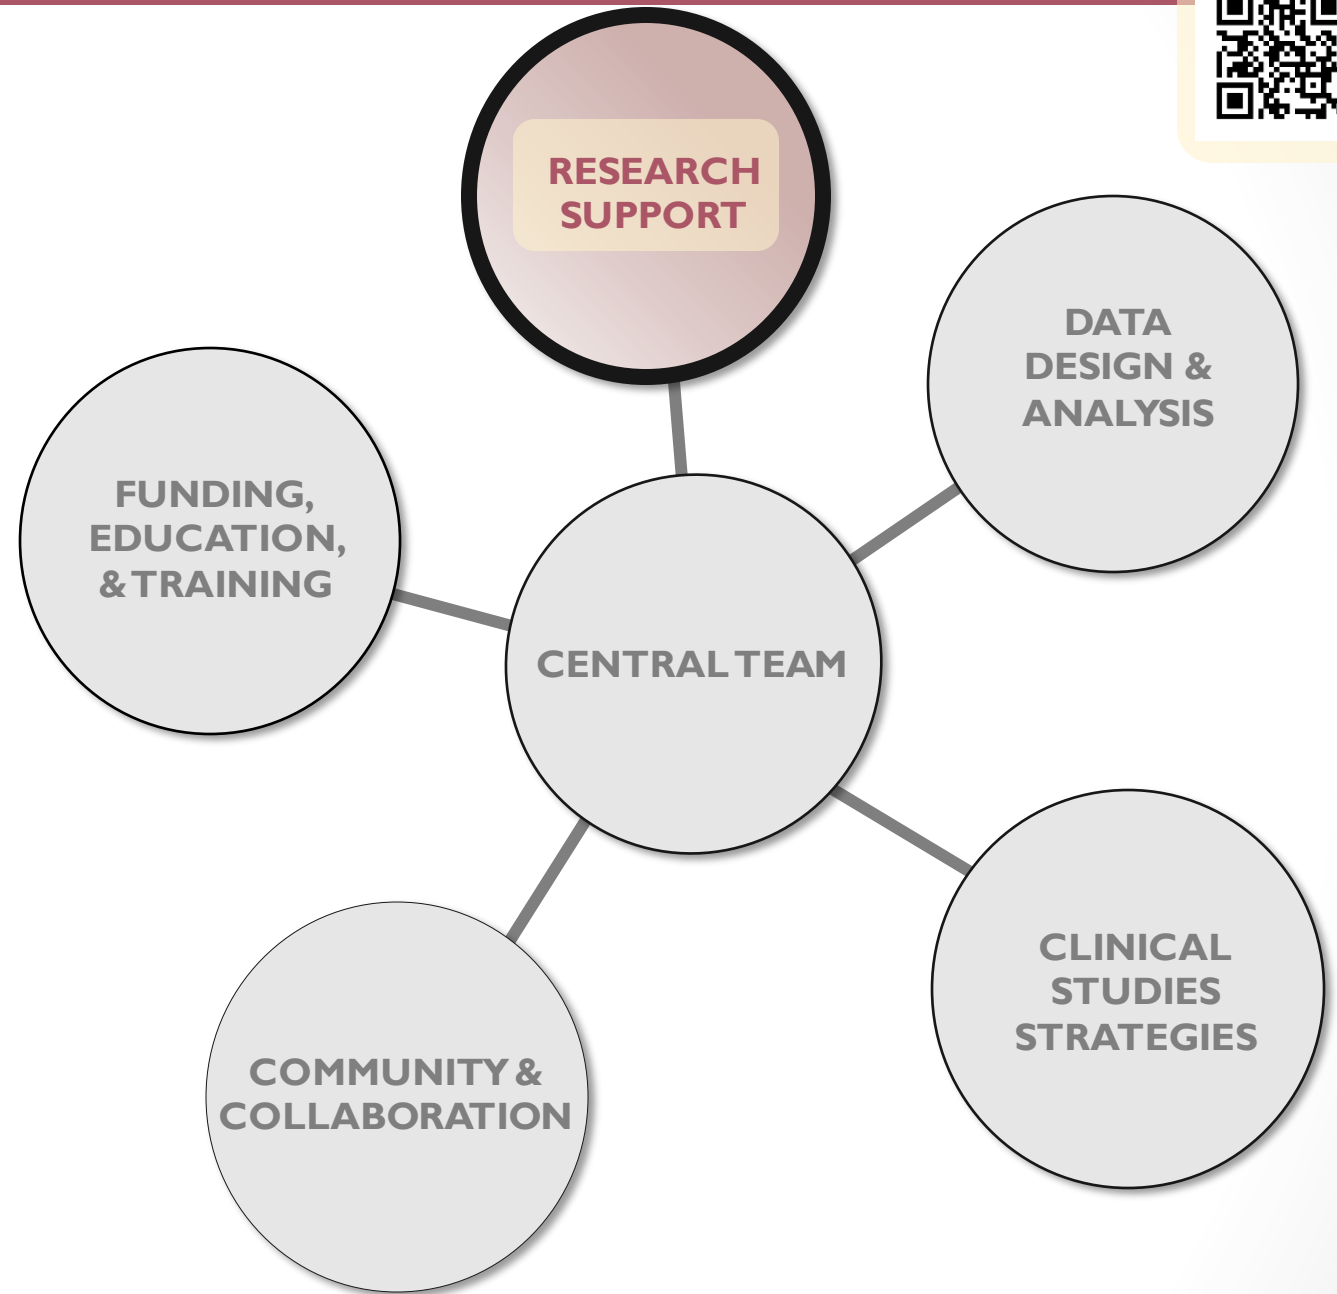 RESEARCH
SUPPORT
DATA
DESIGN &
ANALYSIS
FUNDING,
EDUCATION,
& TRAINING
CENTRAL TEAM
CLINICAL
STUDIES
STRATEGIES
COMMUNITY &
COLLABORATION